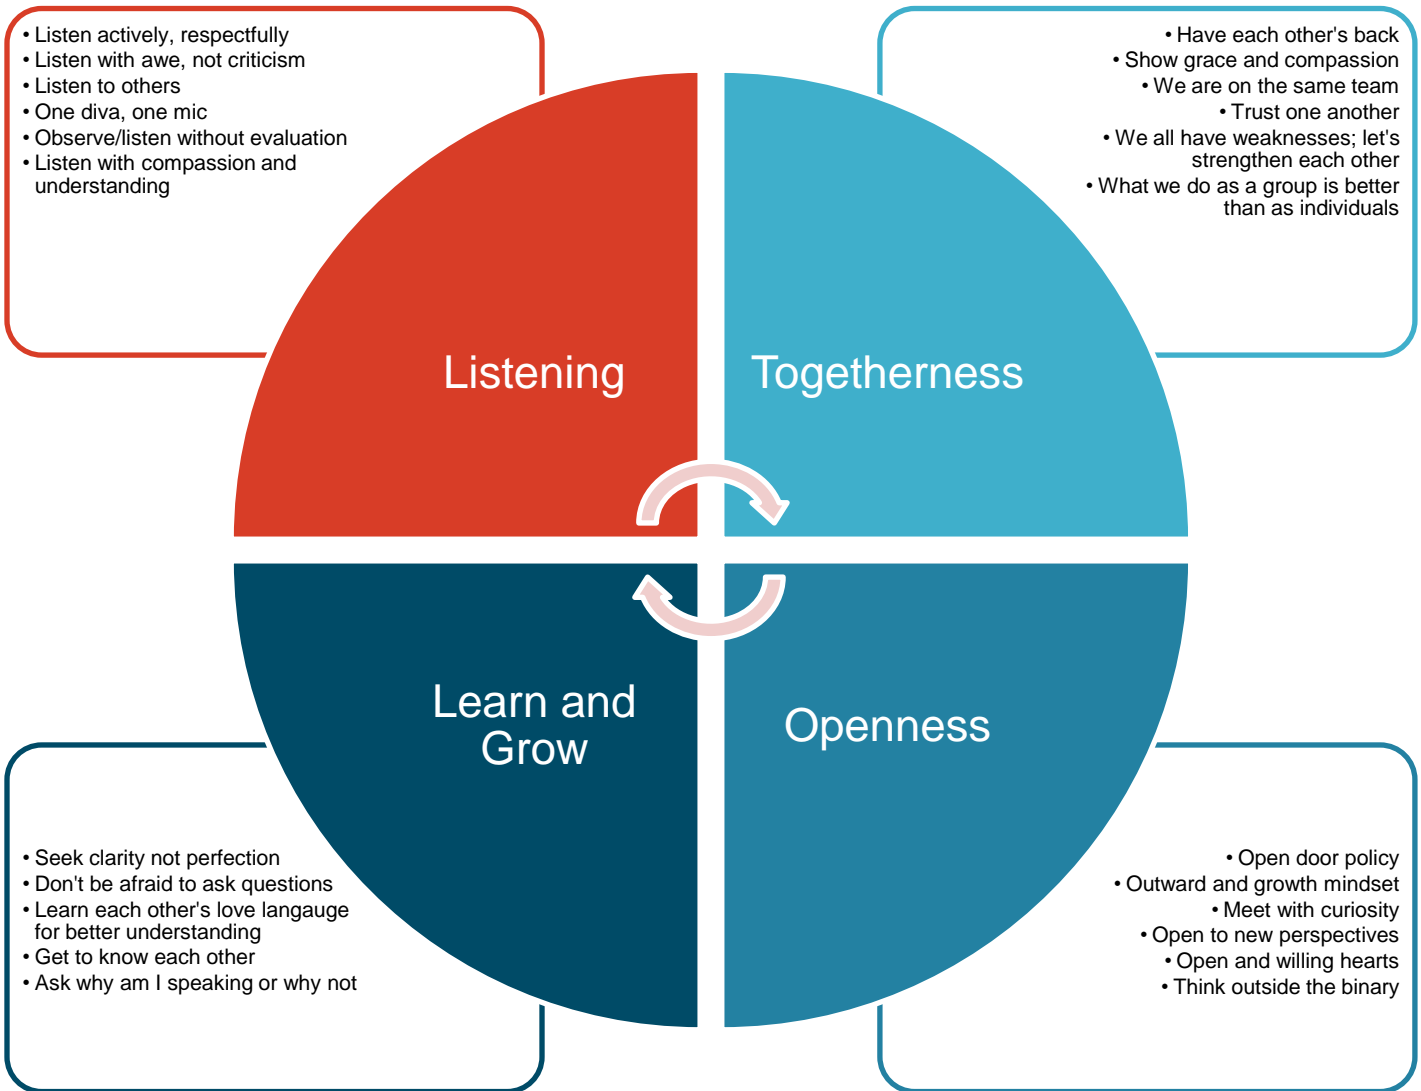 • Listen actively, respectfully
• Listen with awe, not criticism
• Listen to others
• One diva, one mic
• Observe/listen without evaluation
• Listen with compassion and
understanding
• Have each other's back
• Show grace and compassion
• We are on the same team
• Trust one another
• We all have weaknesses; let's
strengthen each other
• What we do as a group is better
than as individuals
Listening
Togetherness
Learn and
Grow
Openness
• Seek clarity not perfection
• Don't be afraid to ask questions
• Learn each other's love langauge
for better understanding
• Get to know each other
• Ask why am I speaking or why not
• Open door policy
• Outward and growth mindset
• Meet with curiosity
• Open to new perspectives
• Open and willing hearts
• Think outside the binary